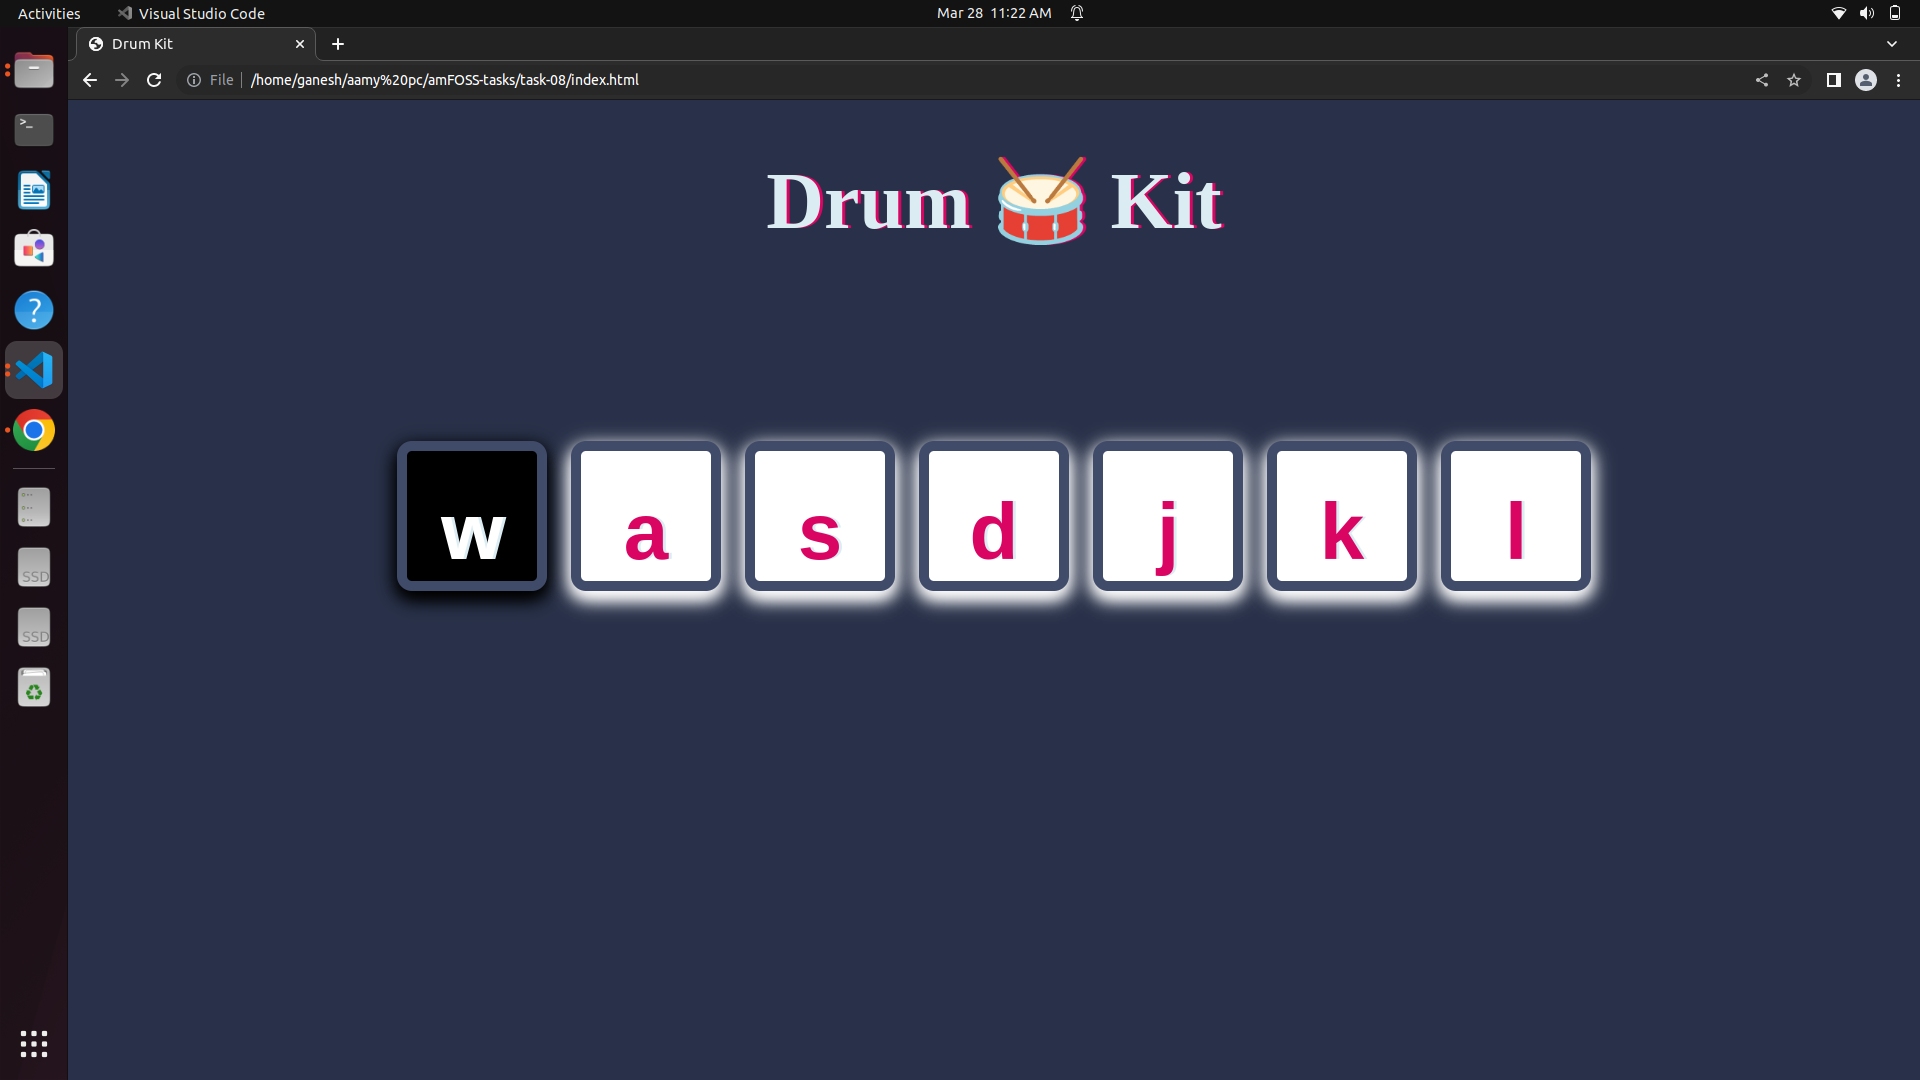 Activities Visual Studio Code Mar 28 11:22 AM
Drum Kit
File /home/ganesh/aamy%20pc/amFOSS-tasks/task-08/index.html
Drum 🥁 Kit
w a s d j k l
SSD
SSD